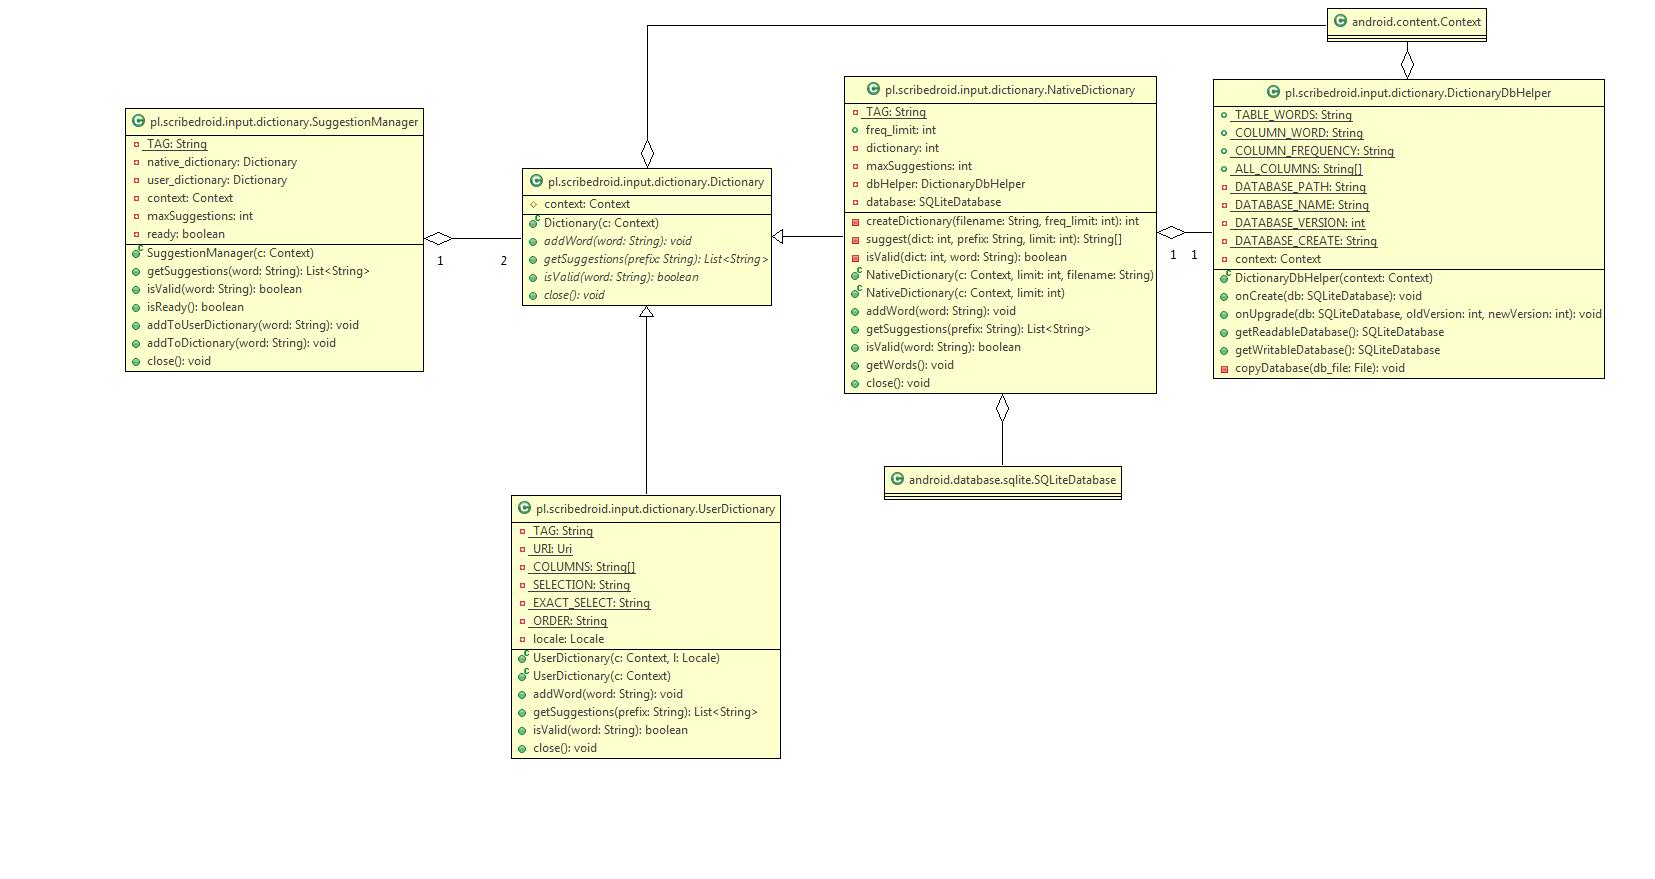 android.content.Context
pl.scribedroid.input.dictionary.SuggestionManager
TAG: String
native_dictionary: Dictionary
user_dictionary: Dictionary
context: Context
maxSuggestions: int
ready: boolean
SuggestionManager(c: Context)
getSuggestions(word: String): List<String>
isValid(word: String): boolean
isReady(): boolean
addToUserDictionary(word: String): void
addToDictionary(word: String): void
close(): void
1
2
pl.scribedroid.input.dictionary.Dictionary
context: Context
Dictionary(c: Context)
addWord(word: String): void
getSuggestions(prefix: String): List<String>
isValid(word: String): boolean
close(): void
pl.scribedroid.input.dictionary.NativeDictionary
TAG: String
freq_limit: int
dictionary: int
maxSuggestions: int
dbHelper: DictionaryDbHelper
database: SQLiteDatabase
createDictionary(filename: String, freq_limit: int): int
suggest(dict: int, prefix: String, limit: int): String[]
isValid(dict: int, word: String): boolean
NativeDictionary(c: Context, limit: int, filename: String)
NativeDictionary(c: Context, limit: int)
addWord(word: String): void
getSuggestions(prefix: String): List<String>
isValid(word: String): boolean
getWords(): void
close(): void
1
1
pl.scribedroid.input.dictionary.DictionaryDbHelper
TABLE_WORDS: String
COLUMN_WORD: String
COLUMN_FREQUENCY: String
ALL_COLUMNS: String[]
DATABASE_PATH: String
DATABASE_NAME: String
DATABASE_VERSION: int
DATABASE_CREATE: String
context: Context
DictionaryDbHelper(context: Context)
onCreate(db: SQLiteDatabase): void
onUpgrade(db: SQLiteDatabase, oldVersion: int, newVersion: int): void
getReadableDatabase(): SQLiteDatabase
getWritableDatabase(): SQLiteDatabase
copyDatabase(db_file: File): void
android.database.sqlite.SQLiteDatabase
pl.scribedroid.input.dictionary.UserDictionary
TAG: String
URI: Uri
COLUMNS: String[]
SELECTION: String
EXACT_SELECT: String
ORDER: String
locale: Locale
UserDictionary(c: Context, l: Locale)
UserDictionary(c: Context)
addWord(word: String): void
getSuggestions(prefix: String): List<String>
isValid(word: String): boolean
close(): void